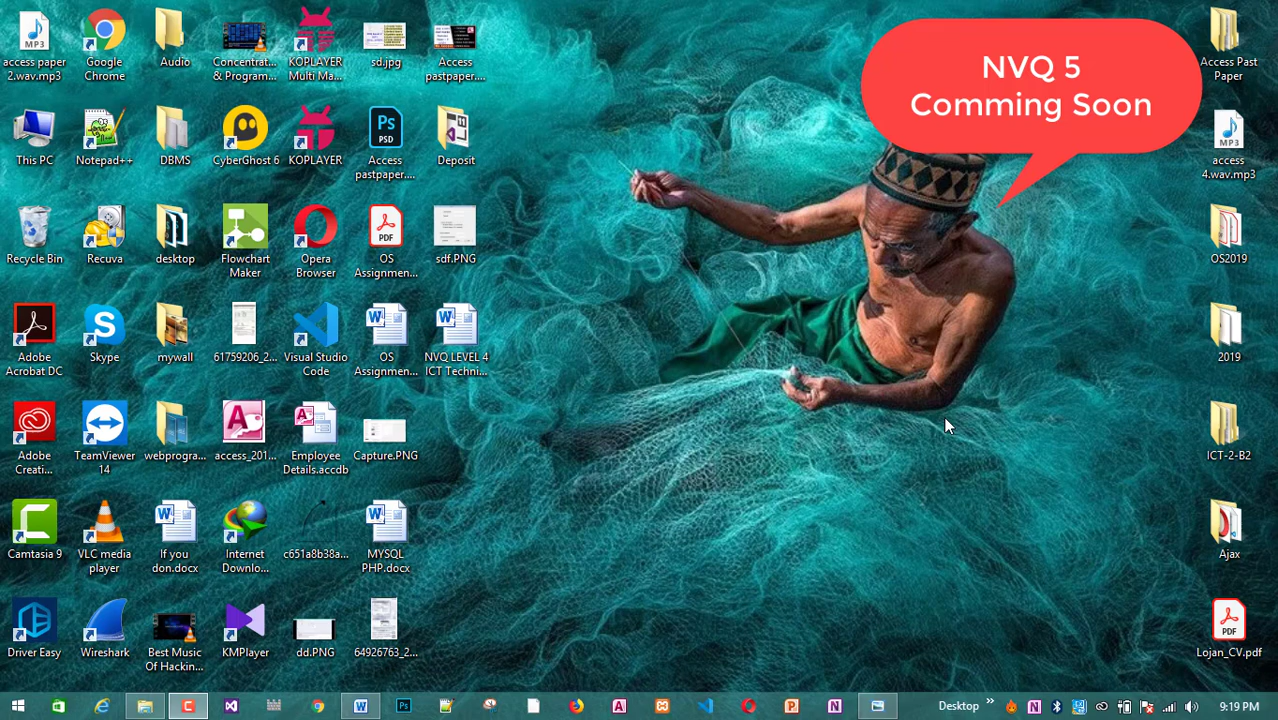 NVQ 5
Comming Soon
access paper
2.wav.mp3
Google
Chrome
Audio
Concentrat...
& Program...
KOPLAYER
Multi Ma...
sd.jpg
Access
pastpaper....
Access Past
Paper
This PC
Notepad++
DBMS
CyberGhost 6
KOPLAYER
Access
pastpaper....
Deposit
access
4.wav.mp3
Recycle Bin
Recuva
desktop
Flowchart
Maker
Opera
Browser
OS
Assignmen...
sdf.PNG
OS2019
Adobe
Acrobat DC
Skype
mywall
61759206_2...
Visual Studio
Code
OS
Assignmen...
NVQ LEVEL 4
ICT Techni...
2019
Adobe
Creati...
TeamViewer
14
webprogra...
access_201...
Employee
Details.accdb
Capture.PNG
ICT-2-B2
Camtasia 9
VLC media
player
If you
don.docx
Internet
Downlo...
c651a8b38a...
MYSQL
PHP.docx
Ajax
Driver Easy
Wireshark
Best Music
Of Hackin...
KMPlayer
dd.PNG
64926763_2...
Lojan_CV.pdf
Desktop
9:19 PM